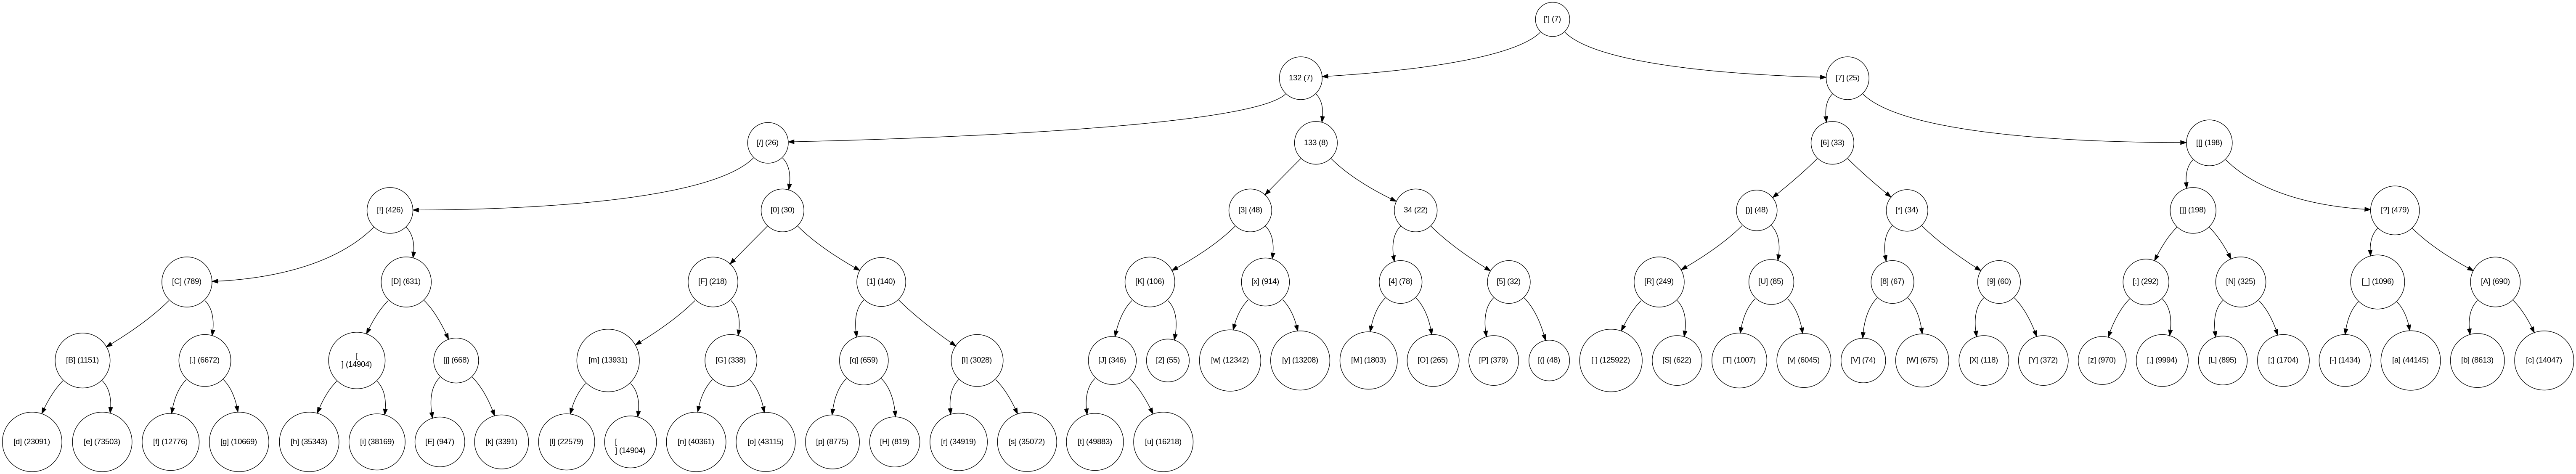 ['] (7)
132 (7)
[7] (25)
[/] (26)
133 (8)
[6] (33)
[[] (198)
[!] (426)
[0] (30)
[3] (48)
34 (22)
[)] (48)
[*] (34)
[]] (198)
[?] (479)
[C] (789)
[D] (631)
[F] (218)
[1] (140)
[K] (106)
[x] (914)
[4] (78)
[5] (32)
[R] (249)
[U] (85)
[8] (67)
[9] (60)
[:] (292)
[N] (325)
[_] (1096)
[A] (690)
[B] (1151)
[.] (6672)
[
] (14904)
[j] (668)
[m] (13931)
[G] (338)
[q] (659)
[I] (3028)
[J] (346)
[2] (55)
[w] (12342)
[y] (13208)
[M] (1803)
[O] (265)
[P] (379)
[(] (48)
[ ] (125922)
[S] (622)
[T] (1007)
[v] (6045)
[V] (74)
[W] (675)
[X] (118)
[Y] (372)
[z] (970)
[,] (9994)
[L] (895)
[;] (1704)
[-] (1434)
[a] (44145)
[b] (8613)
[c] (14047)
[d] (23091)
[e] (73503)
[f] (12776)
[g] (10669)
[h] (35343)
[i] (38169)
[E] (947)
[k] (3391)
[l] (22579)
[
] (14904)
[n] (40361)
[o] (43115)
[p] (8775)
[H] (819)
[r] (34919)
[s] (35072)
[t] (49883)
[u] (16218)